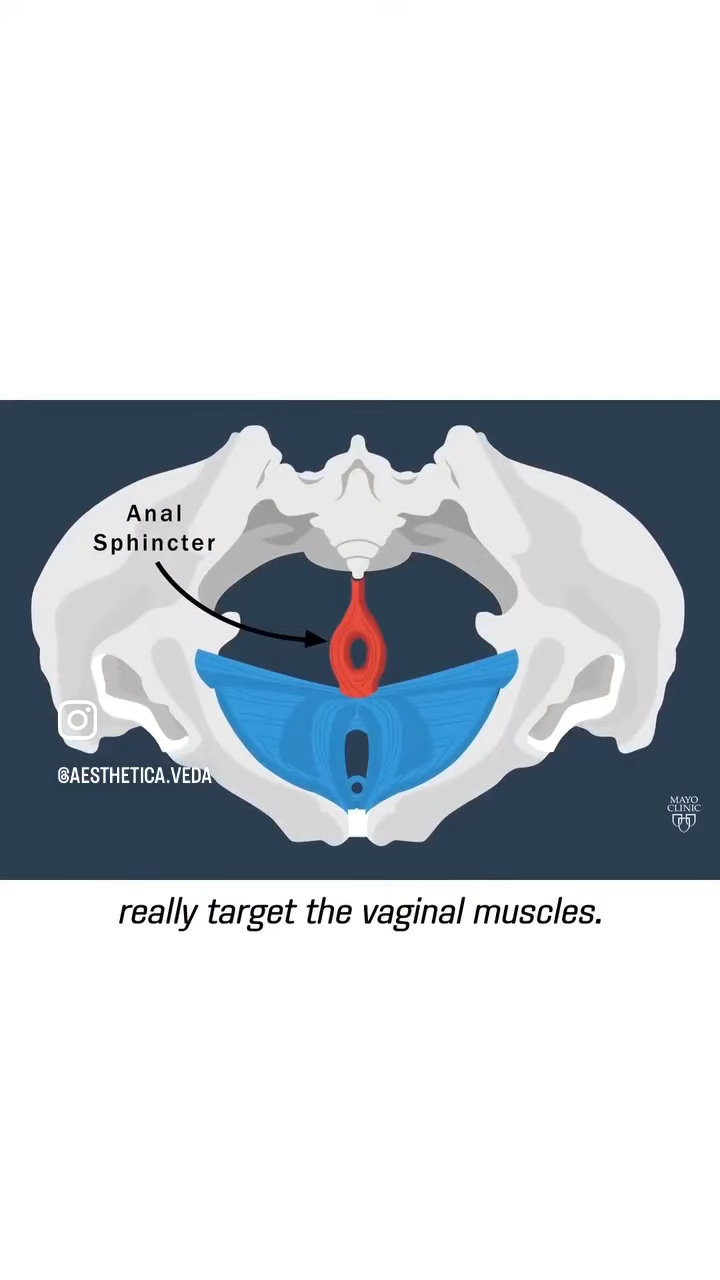 Anal
Sphincter
@AESTHETICA.VEDA
MAYO
CLINIC
really target the vaginal muscles.